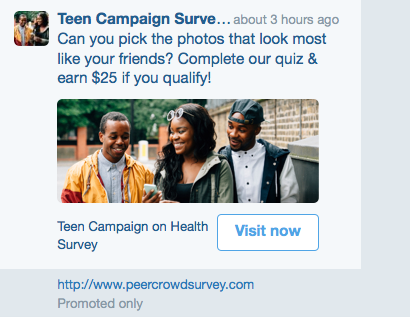 Teen Campaign Surve... about 3 hours ago
Can you pick the photos that look most
like your friends? Complete our quiz &
earn $25 if you qualify!
Teen Campaign on Health
Survey
Visit now
http://www.peercrowdsurvey.com
Promoted only